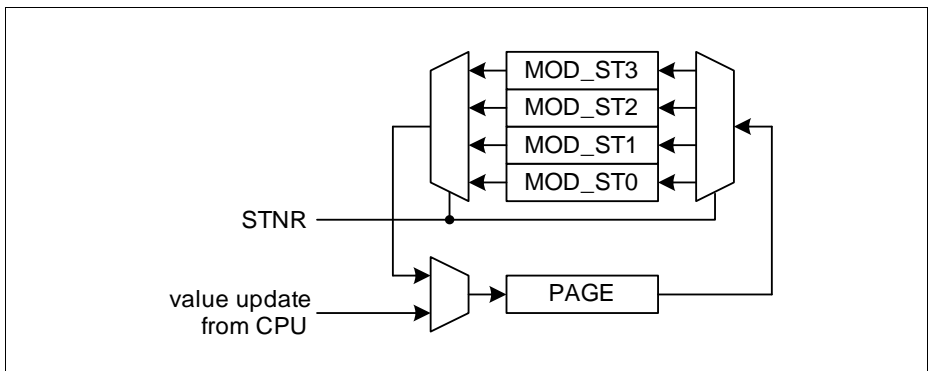 MOD_ST3
MOD_ST2
MOD_ST1
MOD_ST0
STNR
PAGE
value update
from CPU